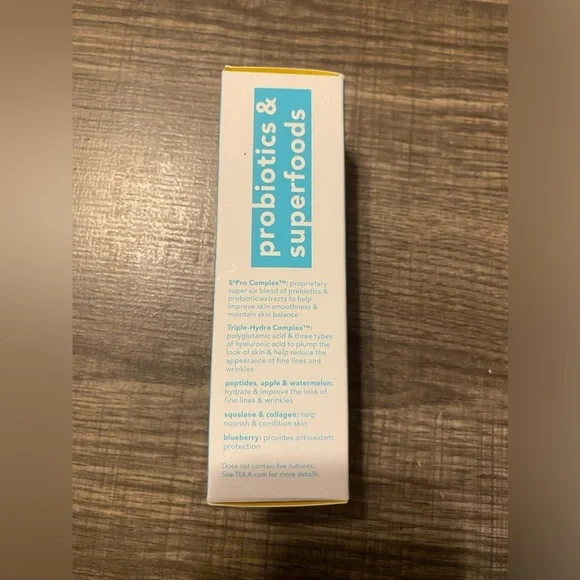 probiotics &
superfoods
S⁶Pro Complex™: proprietary
super six blend of prebiotics &
probiotic extracts to help
improve skin smoothness &
maintain skin balance
Triple-Hydra Complex™:
polyglutamic acid & three types
of hyaluronic acid to plump the
look of skin & help reduce the
appearance of fine lines and
wrinkles
peptides, apple & watermelon:
hydrate & improve the look of
fine lines & wrinkles
squalane & collagen: help
nourish & condition skin
blueberry: provides antioxidant
protection
Does not contain live cultures.
See TULA.com for more details.